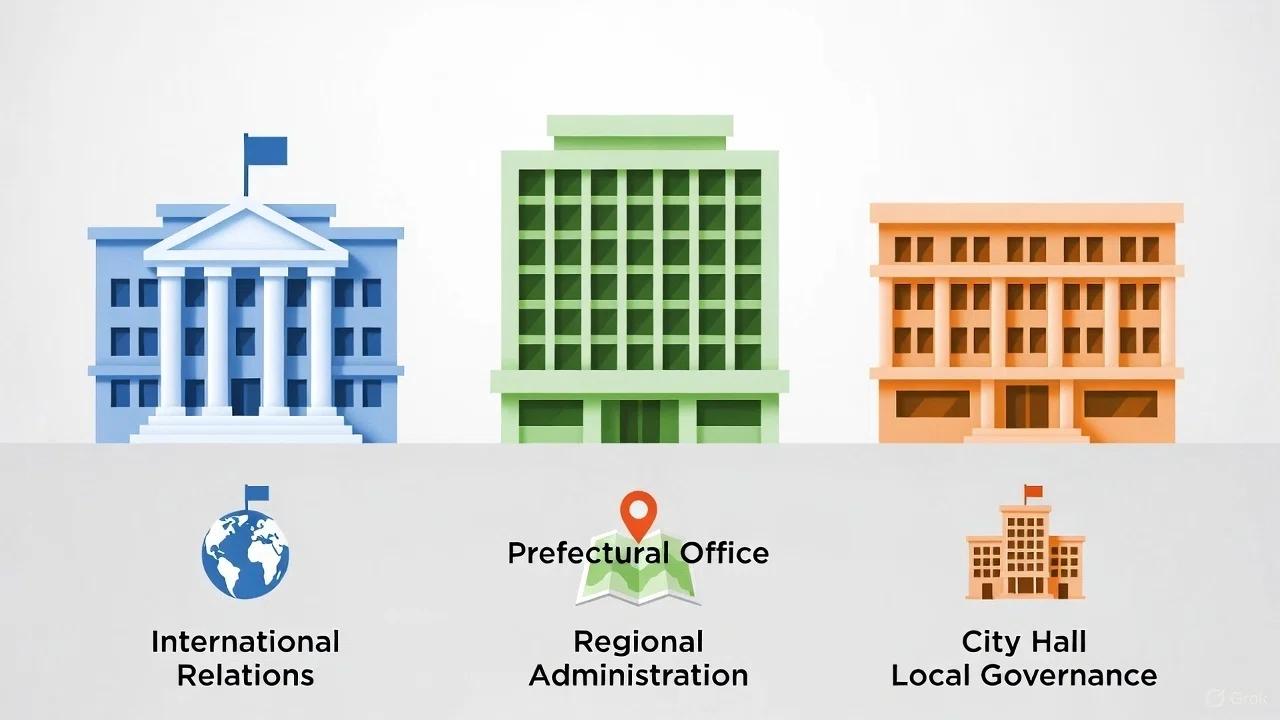 Prefectural Office
International
Relations
Regional
Administration
City Hall
Local Governance
Grok